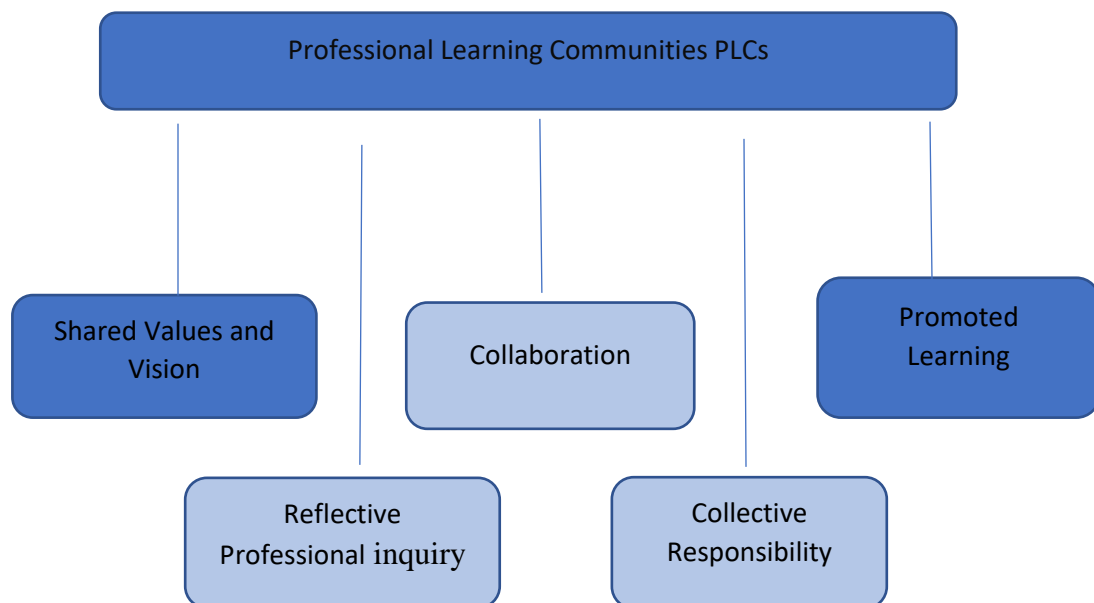 Professional Learning Communities PLCs
Shared Values and
Vision
Collaboration
Promoted
Learning
Reflective
Professional inquiry
Collective
Responsibility